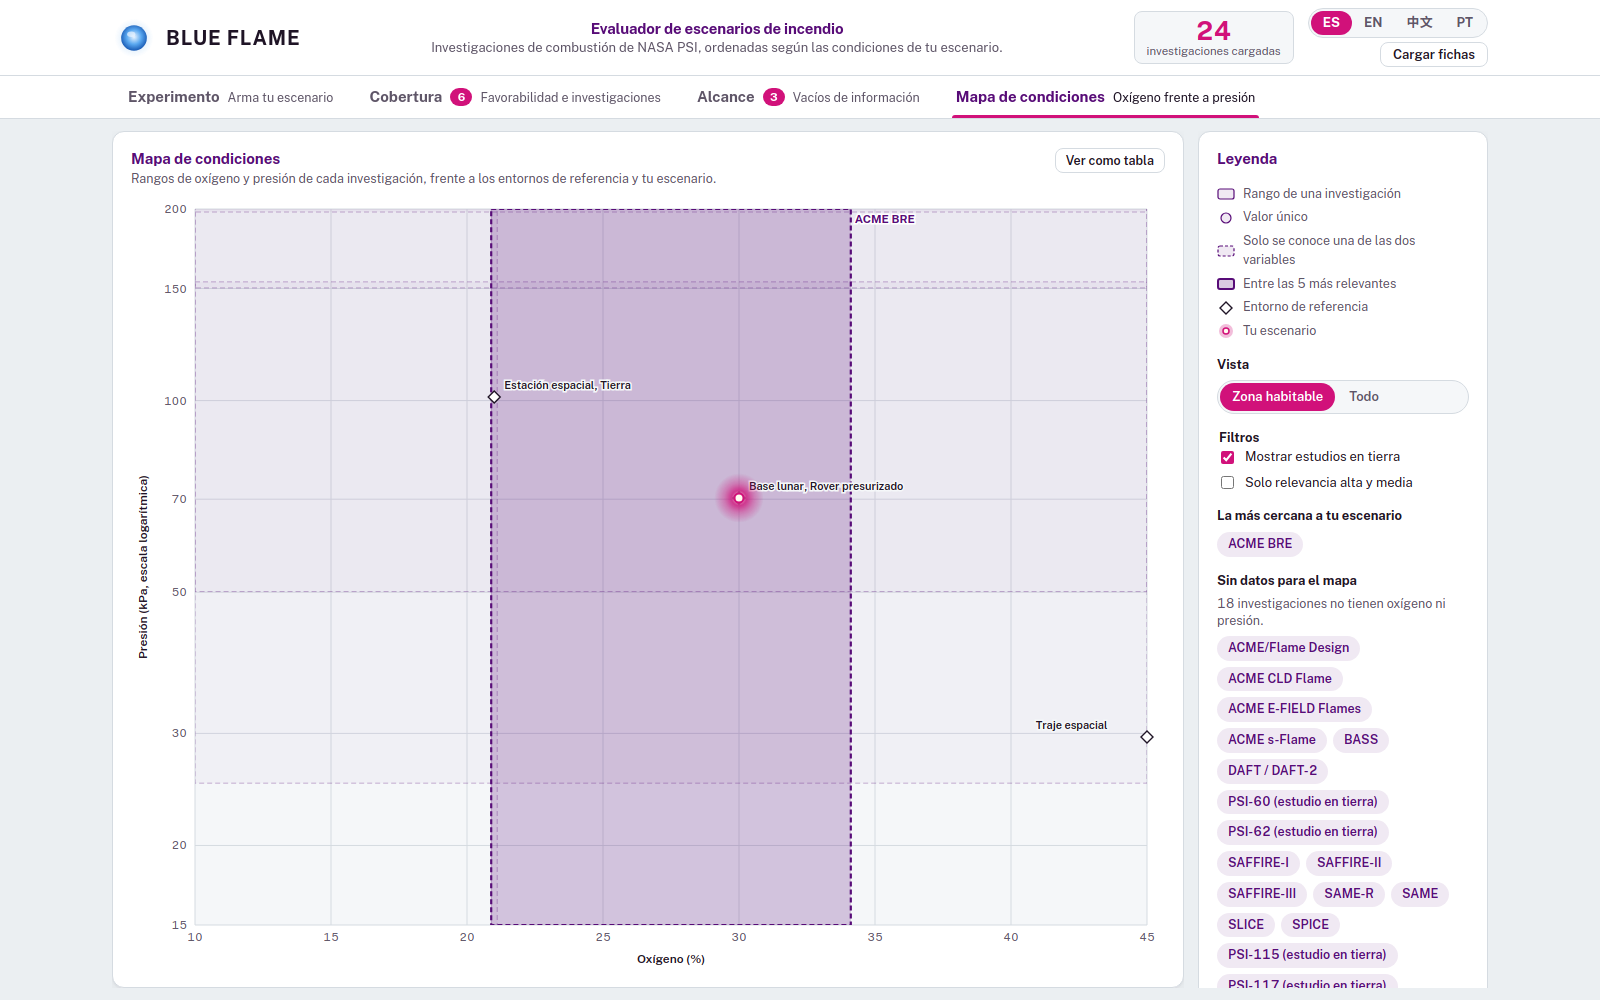 BLUE FLAME
Evaluador de escenarios de incendio
Investigaciones de combustión de NASA PSI, ordenadas según las condiciones de tu escenario.
24
investigaciones cargadas
ES EN 中文 PT
Cargar fichas
Experimento Arma tu escenario
Cobertura 6 Favorabilidad e investigaciones
Alcance 3 Vacíos de información
Mapa de condiciones Oxígeno frente a presión
Mapa de condiciones
Rangos de oxígeno y presión de cada investigación, frente a los entornos de referencia y tu escenario.
Ver como tabla
200
150
100
70
50
30
20
15
Presión (kPa, escala logarítmica)
ACME BRE
Estación espacial, Tierra
Base lunar, Rover presurizado
Traje espacial
10 15 20 25 30 35 40 45
Oxígeno (%)
Leyenda
Rango de una investigación
Valor único
Solo se conoce una de las dos
variables
Entre las 5 más relevantes
Entorno de referencia
Tu escenario
Vista
Zona habitable Todo
Filtros
Mostrar estudios en tierra
Solo relevancia alta y media
La más cercana a tu escenario
ACME BRE
Sin datos para el mapa
18 investigaciones no tienen oxígeno ni
presión.
ACME/Flame Design
ACME CLD Flame
ACME E-FIELD Flames
ACME s-Flame BASS
DAFT / DAFT-2
PSI-60 (estudio en tierra)
PSI-62 (estudio en tierra)
SAFFIRE-I SAFFIRE-II
SAFFIRE-III SAME-R SAME
SLICE SPICE
PSI-115 (estudio en tierra)
PSI-117 (estudio en tierra)